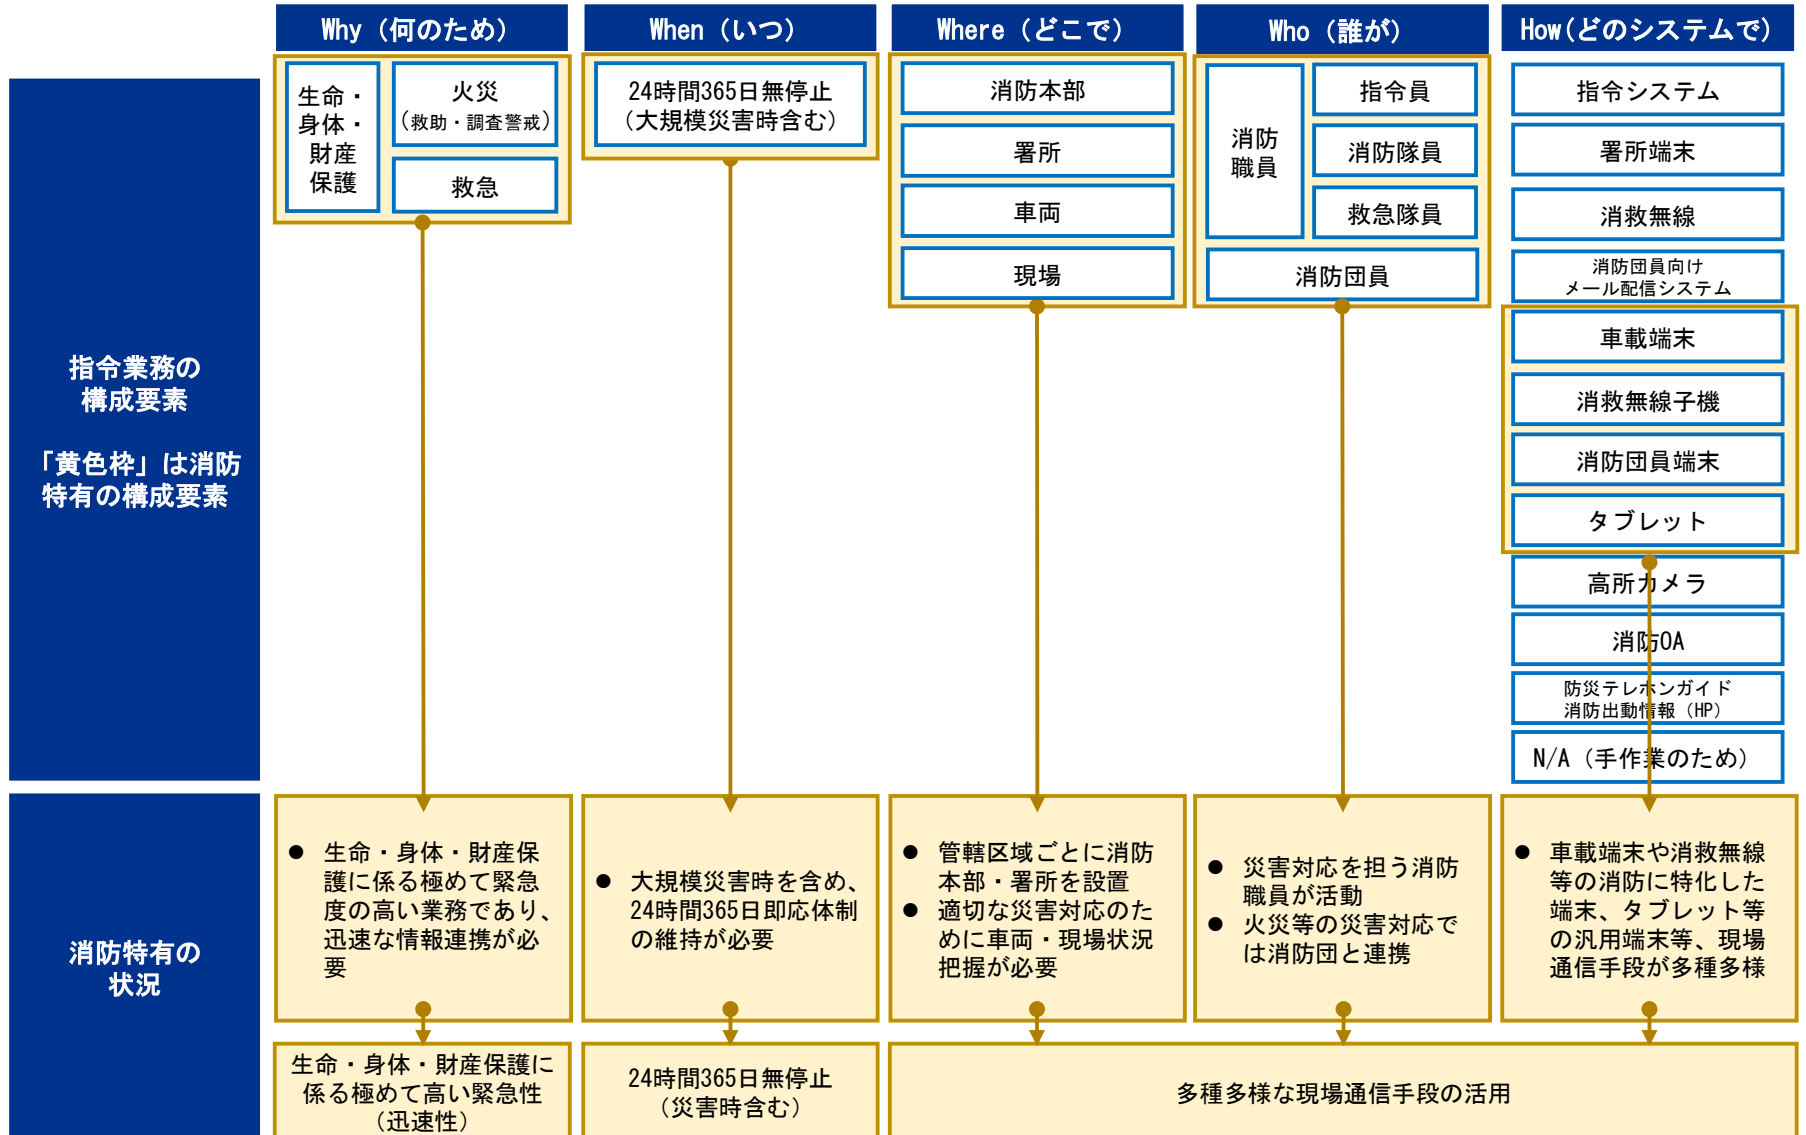 Why（何のため）
When（いつ）
Where（どこで）
Who（誰が）
How(どのシステムで)
指令業務の
構成要素
「黄色枠」は消防
特有の構成要素
生命・
身体・
財産
保護
火災
（救助・調査警戒）
救急
24時間365日無停止
（大規模災害時含む）
消防本部
署所
車両
現場
消防
職員
指令員
消防隊員
救急隊員
消防団員
指令システム
署所端末
消救無線
消防団員向け
メール配信システム
車載端末
消救無線子機
消防団員端末
タブレット
高所カメラ
消防OA
防災テレホンガイド
消防出動情報（HP）
N/A（手作業のため）
消防特有の
状況
● 生命・身体・財産保
護に係る極めて緊急
度の高い業務であり、
迅速な情報連携が必
要
● 大規模災害時を含め、
24時間365日即応体制
の維持が必要
● 管轄区域ごとに消防
本部・署所を設置
● 適切な災害対応のた
めに車両・現場状況
把握が必要
● 災害対応を担う消防
職員が活動
● 火災等の災害対応で
は消防団と連携
● 車載端末や消救無線
等の消防に特化した
端末、タブレット等
の汎用端末等、現場
通信手段が多種多様
生命・身体・財産保護に
係る極めて高い緊急性
（迅速性）
24時間365日無停止
（災害時含む）
多種多様な現場通信手段の活用